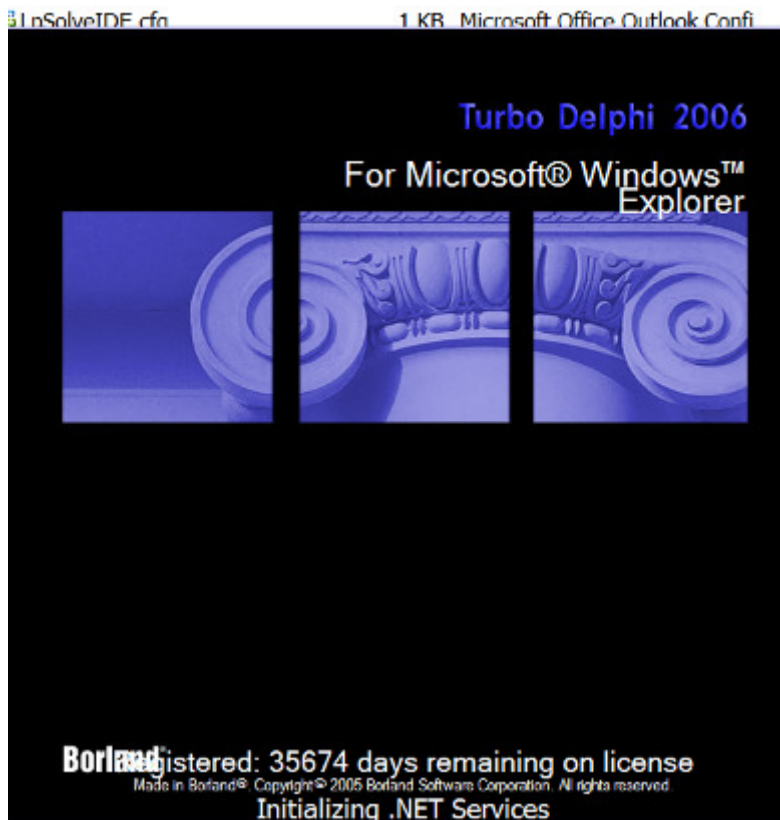 LpSolveIDE.cfg 1 KB Microsoft Office Outlook Confi
Turbo Delphi 2006
For Microsoft® Windows™
Explorer
Borland Registered: 35674 days remaining on license
Made in Borland®. Copyright© 2005 Borland Software Corporation. All rights reserved.
Initializing .NET Services